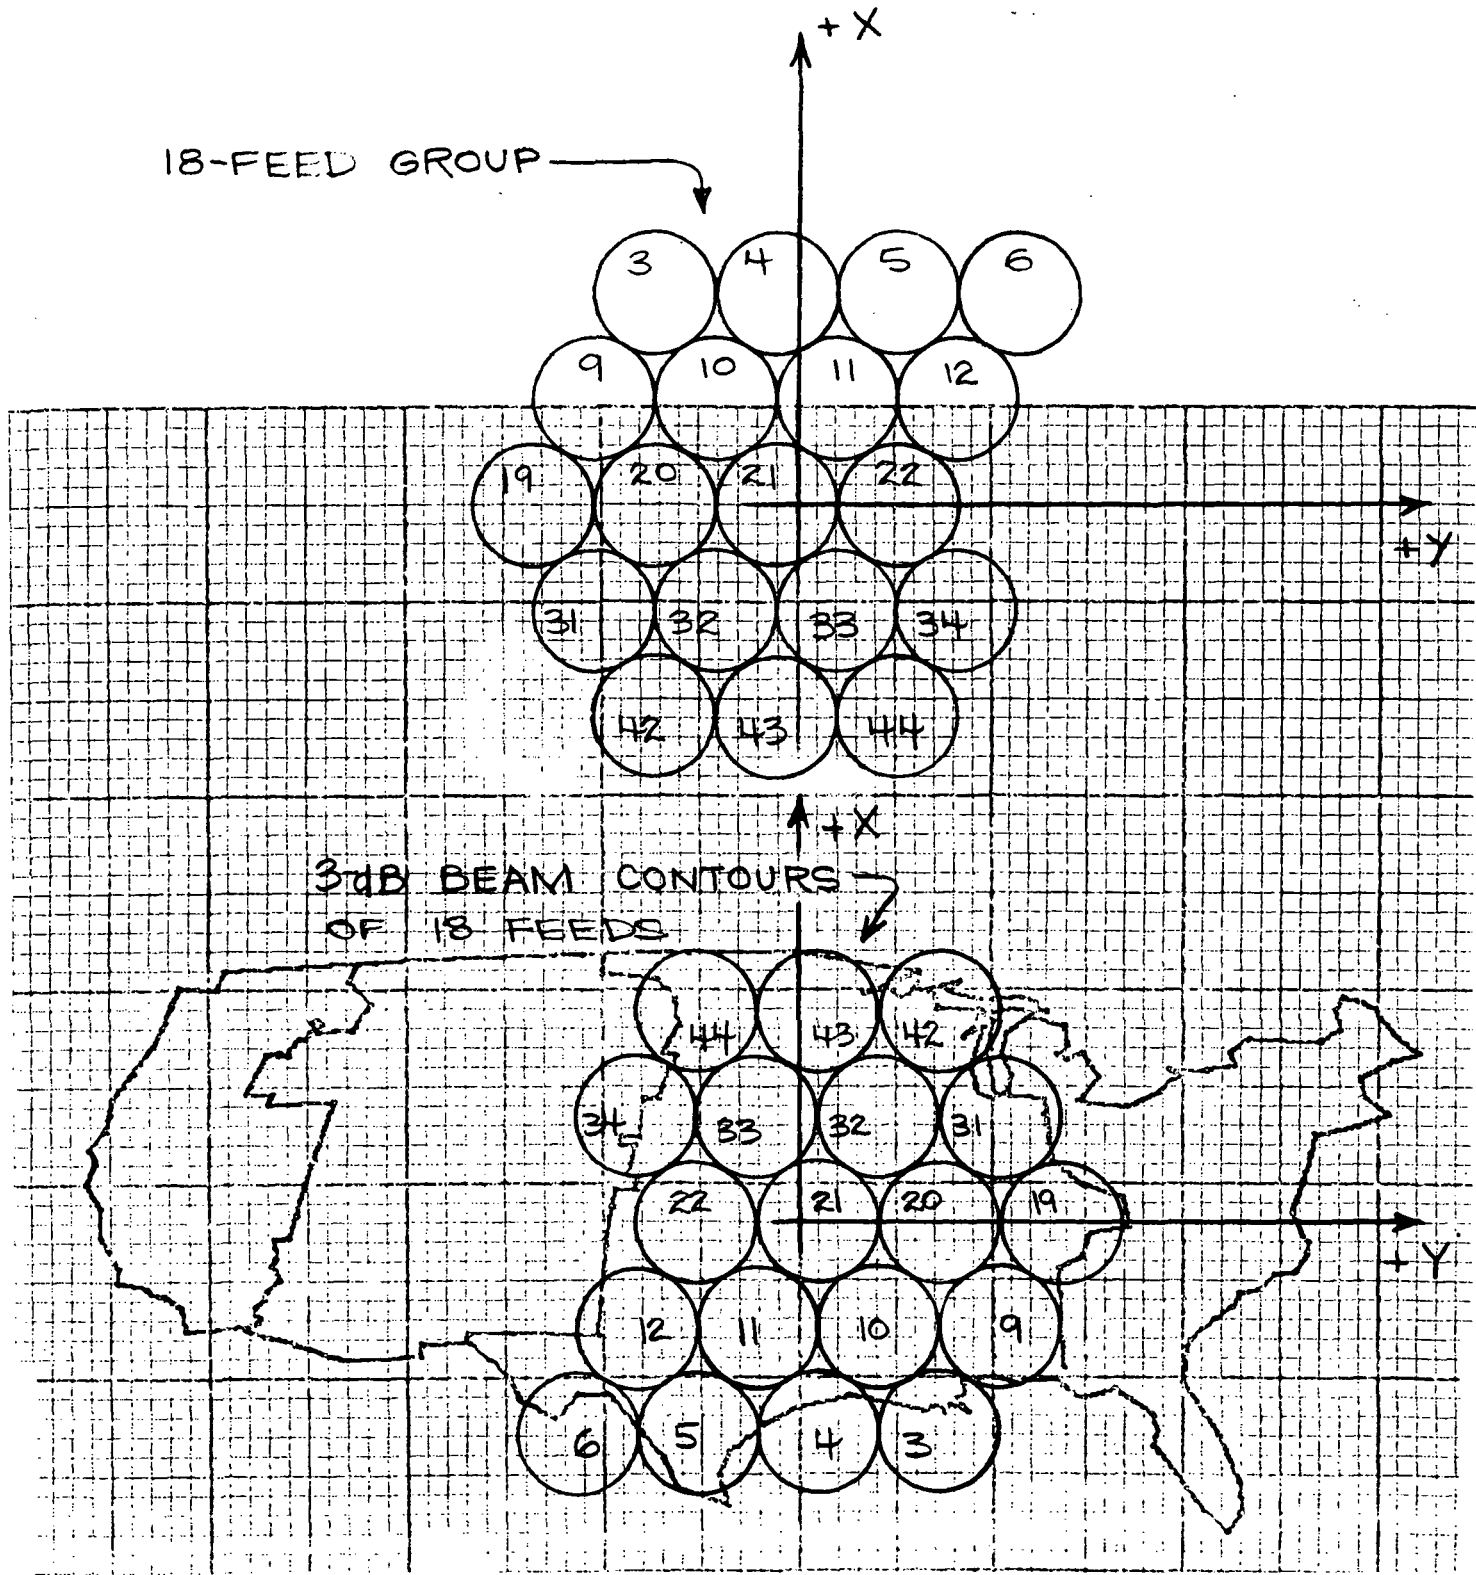 + X
18-FEED GROUP
3 4 5 6
9 10 11 12
19 20 21 22
+ Y
31 32 33 34
42 43 44
+ X
3 dB BEAM CONTOURS
OF 18 FEEDS
44 43 42
34 33 32 31
22 21 20 19
+ Y
12 11 10 9
6 5 4 3